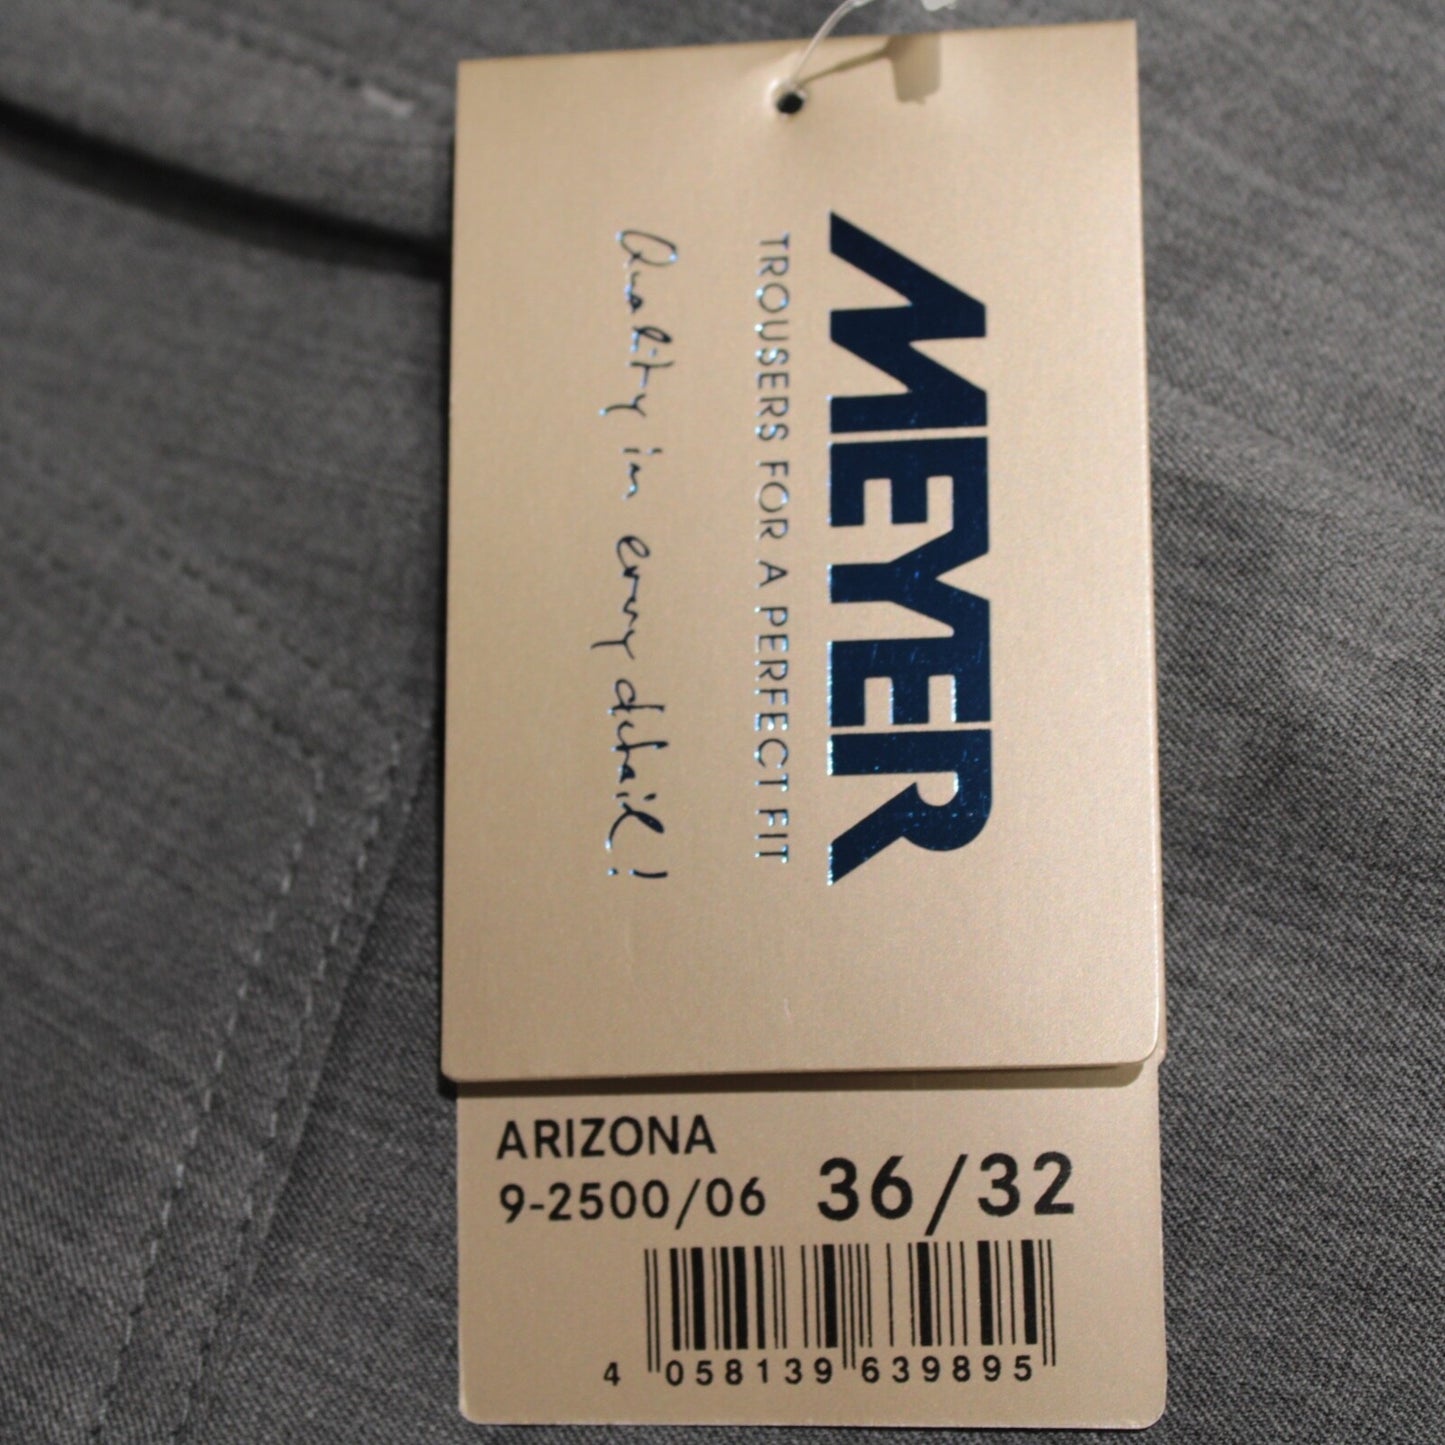 MEYER
TROUSERS FOR A PERFECT FIT
Quality in every detail!
ARIZONA
9-2500/06 36/32
4 058139 639895